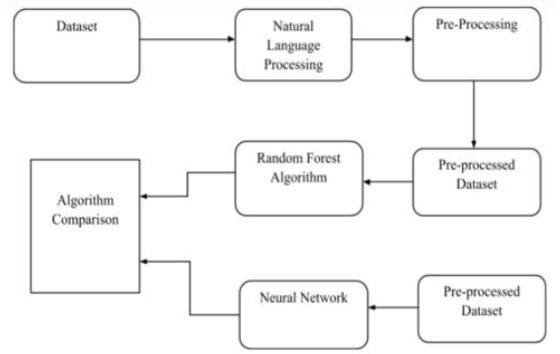 Dataset
Natural
Language
Processing
Pre-Processing
Random Forest
Algorithm
Pre-processed
Dataset
Algorithm
Comparison
Neural Network
Pre-processed
Dataset